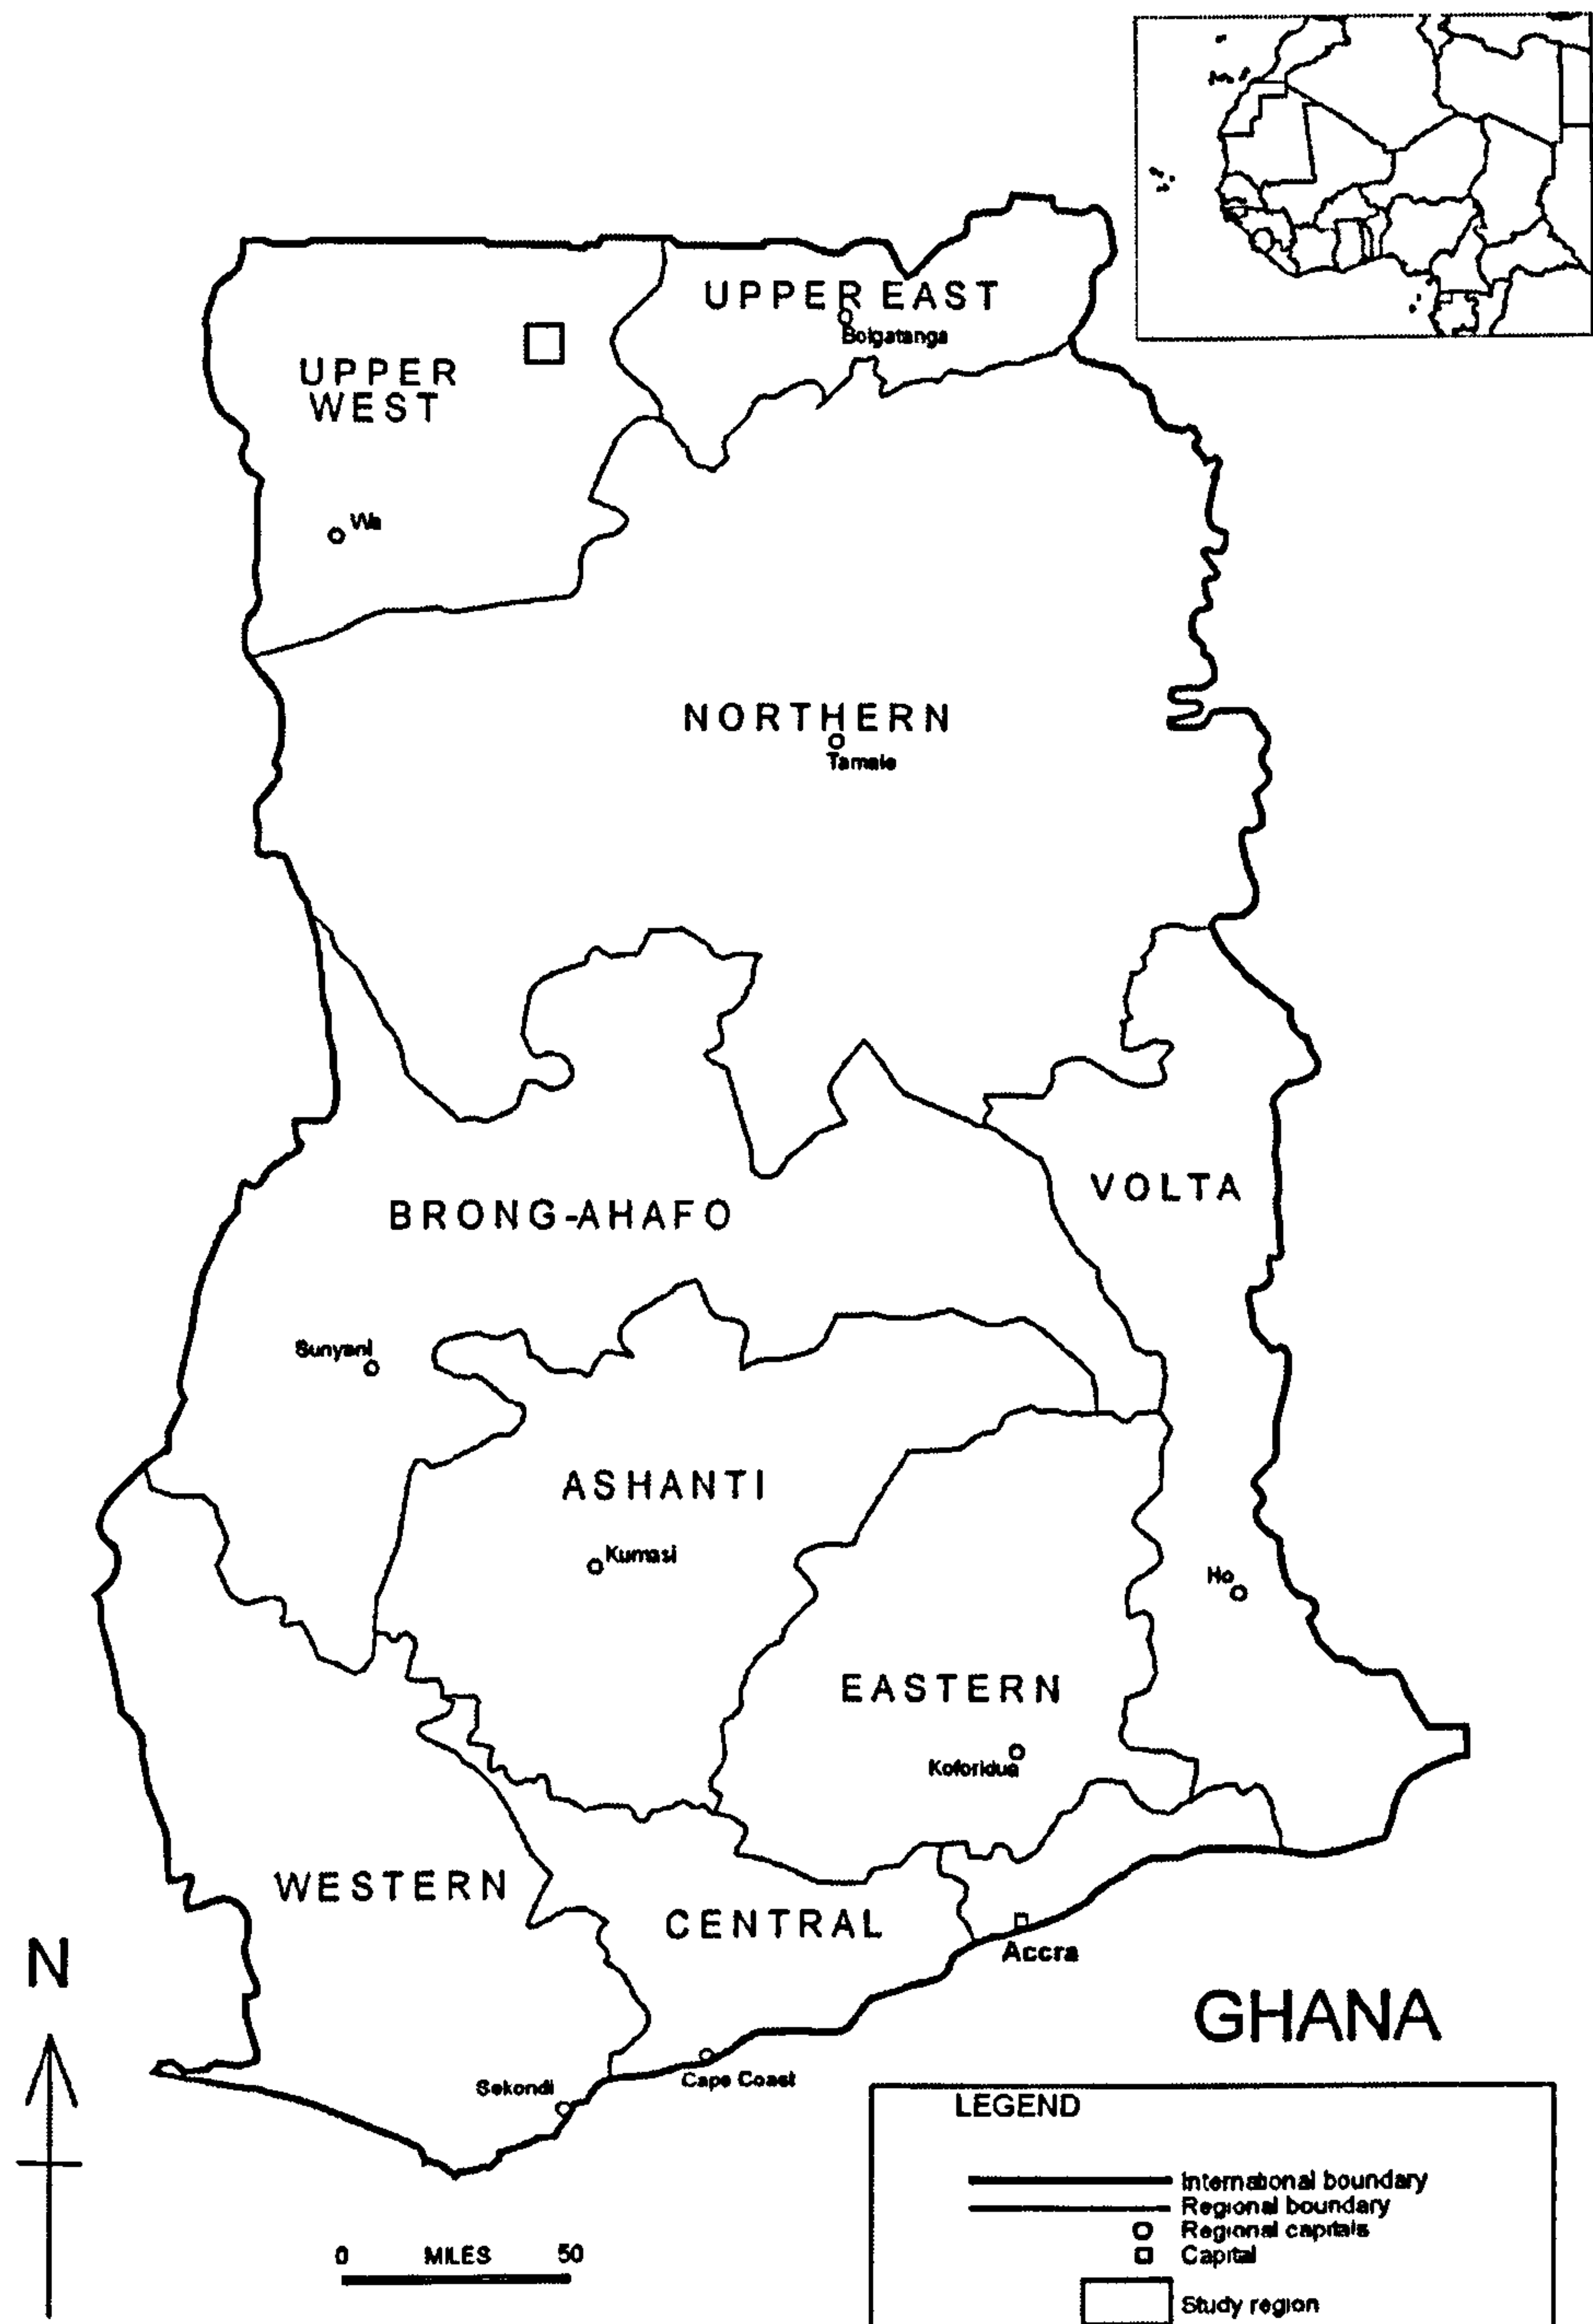 UPPER EAST
Bolgatanga
UPPER
WEST
Wa
NORTHERN
Tamale
VOLTA
BRONG-AHAFO
Sunyani
ASHANTI
Kumasi
Ho
EASTERN
Koforidua
WESTERN
CENTRAL
Accra
N
GHANA
Cape Coast
Sekondi
LEGEND
International boundary
Regional boundary
Regional capitals
Capital
Study region
0 MILES 50